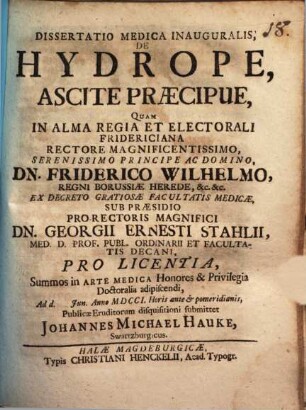 18.
DISSERTATIO MEDICA INAUGURALIS,
DE
HYDROPE,
ASCITE PRÆCIPUE,
QUAM
IN ALMA REGIA ET ELECTORALI
FRIDERICIANA
RECTORE MAGNIFICENTISSIMO,
SERENISSIMO PRINCIPE AC DOMINO,
DN. FRIDERICO WILHELMO,
REGNI BORUSSIÆ HEREDE, &c. &c.
EX DECRETO GRATIOSÆ FACULTATIS MEDICÆ,
SUB PRÆSIDIO
PRO-RECTORIS MAGNIFICI
DN. GEORGII ERNESTI STAHLII,
MED. D. PROF. PUBL. ORDINARII ET FACULTA-
TIS DECANI,
PRO LICENTIA,
Summos in ARTE MEDICA Honores & Privilegia
Doctoralia adipiscendi,
Ad d. Jun. Anno MDCCI. Horis ante & pomeridianis,
Publicæ Eruditorum disquisitioni submittet
JOHANNES MICHAEL HAUKE,
Swartzburgicus.
HALÆ MAGDEBURGICÆ,
Typis CHRISTIANI HENCKELII, Acad. Typogr.